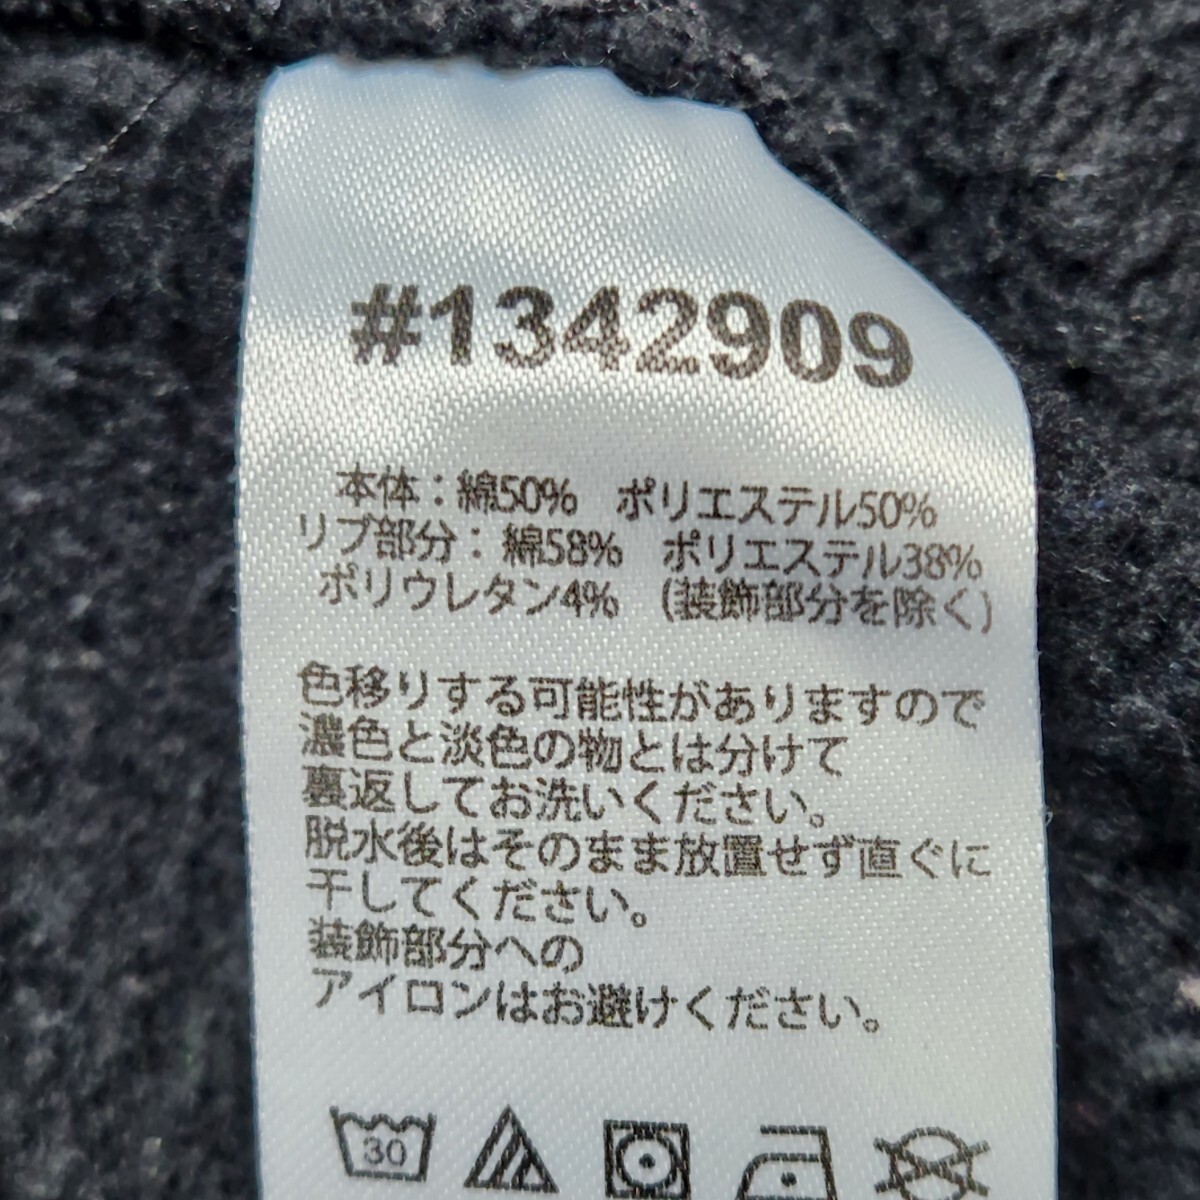 #1342909
本体：綿50%　ポリエステル50%
リブ部分：綿58%　ポリエステル38%
ポリウレタン4%　(装飾部分を除く)
色移りする可能性がありますので
濃色と淡色の物とは分けて
裏返してお洗いください。
脱水後はそのまま放置せず直ぐに
干してください。
装飾部分への
アイロンはお避けください。
30